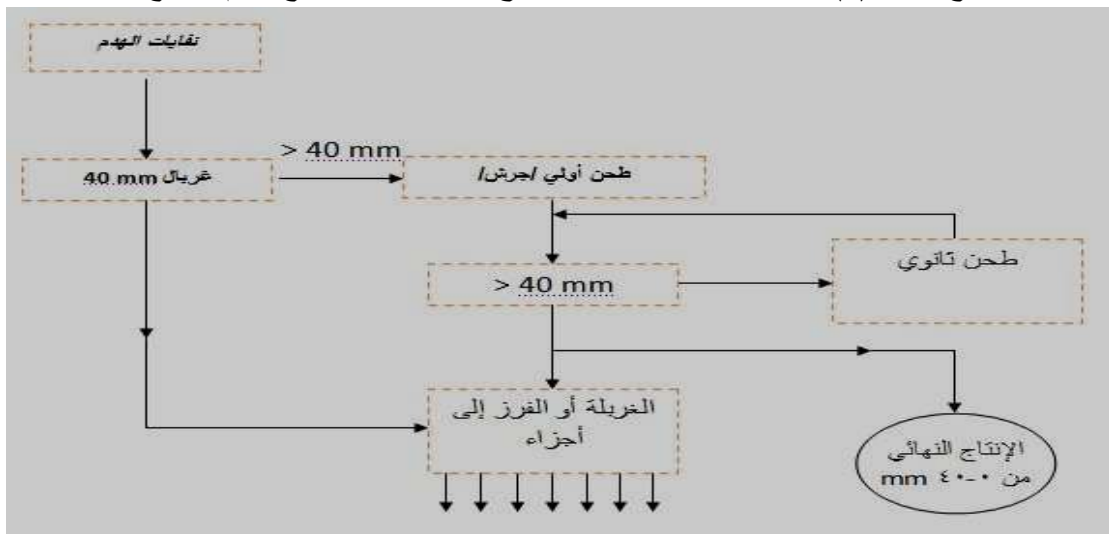 نفايات الهدم
غربال 40 mm
> 40 mm
طحن أولي /جرش/
> 40 mm
طحن ثانوي
الغربلة أو الفرز إلى
أجزاء
الإنتاج النهائي
من ٠-٤٠ mm